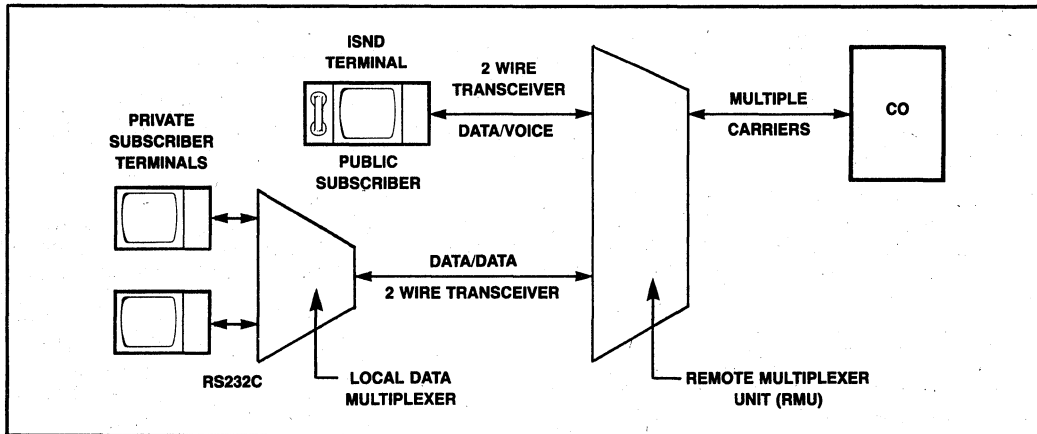 ISND
TERMINAL
2 WIRE
TRANSCEIVER
DATA/VOICE
PUBLIC
SUBSCRIBER
MULTIPLE
CARRIERS
CO
PRIVATE
SUBSCRIBER
TERMINALS
DATA/DATA
2 WIRE TRANSCEIVER
RS232C
LOCAL DATA
MULTIPLEXER
REMOTE MULTIPLEXER
UNIT (RMU)